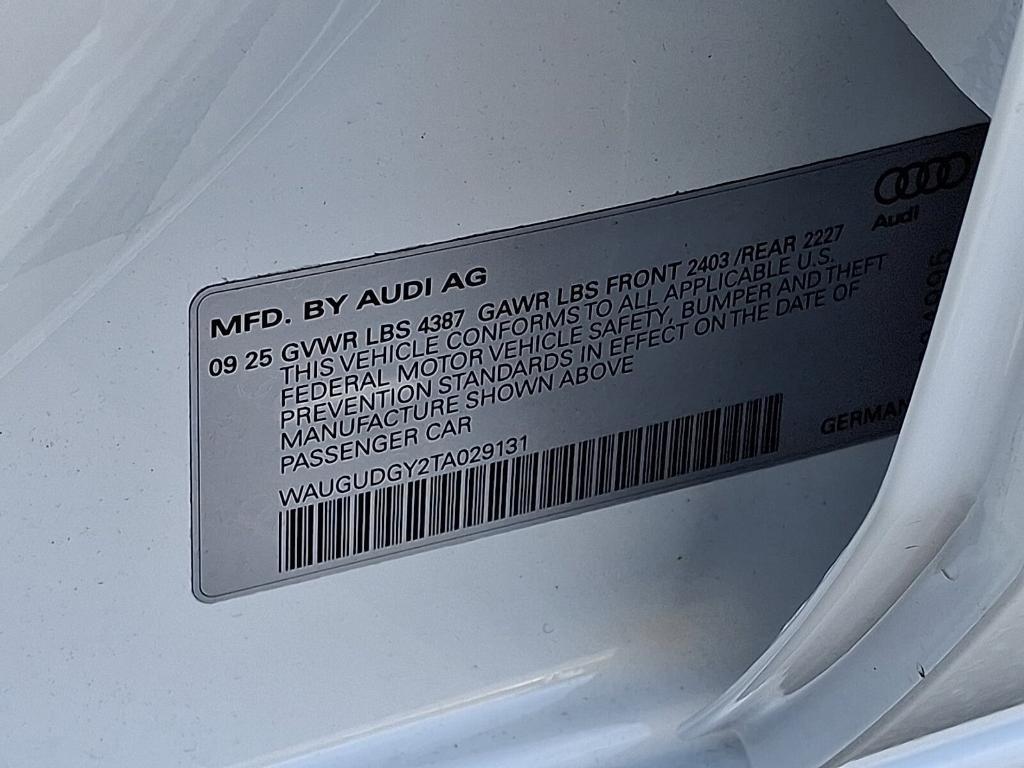 Audi
MFD. BY AUDI AG
09 25 GVWR LBS 4387 GAWR LBS FRONT 2403 /REAR 2227
THIS VEHICLE CONFORMS TO ALL APPLICABLE U.S.
FEDERAL MOTOR VEHICLE SAFETY, BUMPER AND THEFT
PREVENTION STANDARDS IN EFFECT ON THE DATE OF
MANUFACTURE SHOWN ABOVE
PASSENGER CAR
WAUGUDGY2TA029131
GERMAN